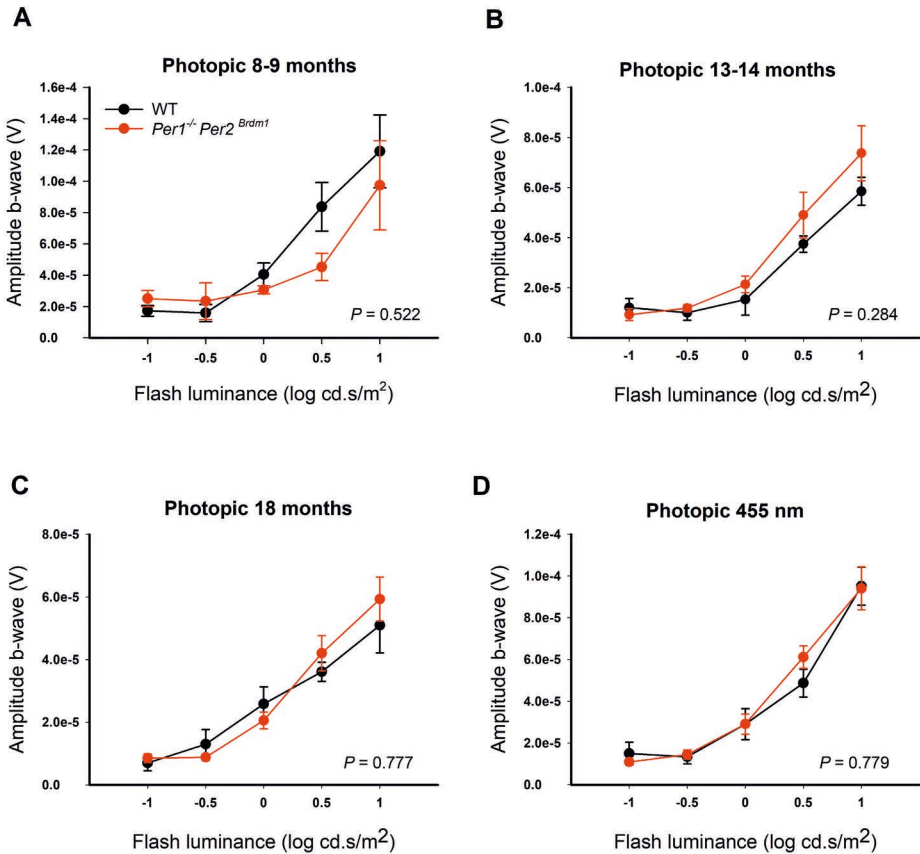 A
Photopic 8-9 months
1.6e-4
1.4e-4
1.2e-4
1.0e-4
8.0e-5
6.0e-5
4.0e-5
2.0e-5
0.0
Amplitude b-wave (V)
WT
Per1-/- Per2 Brdm1
P = 0.522
-1 -0.5 0 0.5 1
Flash luminance (log cd.s/m2)
B
Photopic 13-14 months
1.0e-4
8.0e-5
6.0e-5
4.0e-5
2.0e-5
0.0
Amplitude b-wave (V)
P = 0.284
-1 -0.5 0 0.5 1
Flash luminance (log cd.s/m2)
C
Photopic 18 months
8.0e-5
6.0e-5
4.0e-5
2.0e-5
0.0
Amplitude b-wave (V)
P = 0.777
-1 -0.5 0 0.5 1
Flash luminance (log cd.s/m2)
D
Photopic 455 nm
1.2e-4
1.0e-4
8.0e-5
6.0e-5
4.0e-5
2.0e-5
0.0
Amplitude b-wave (V)
P = 0.779
-1 -0.5 0 0.5 1
Flash luminance (log cd.s/m2)